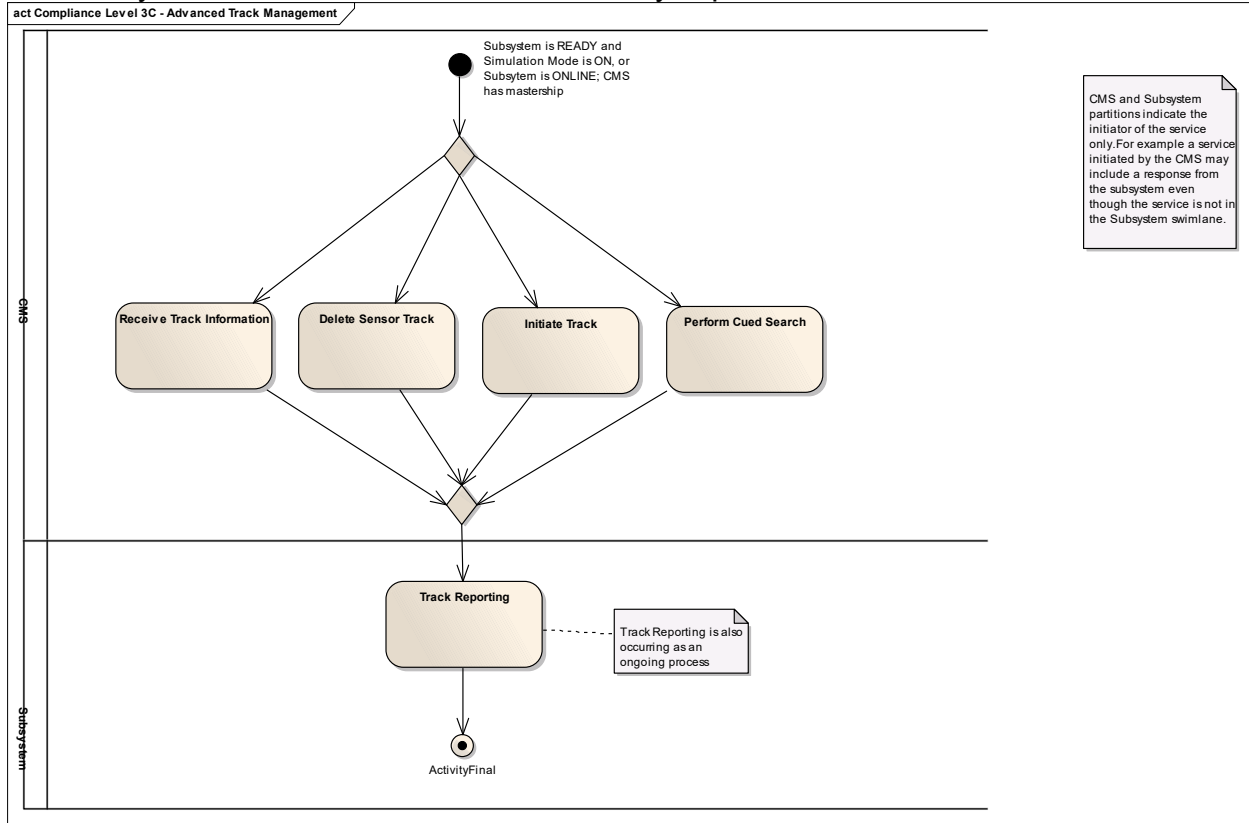 act Compliance Level 3C - Advanced Track Management
Subsystem is READY and
Simulation Mode is ON, or
Subsytem is ONLINE; CMS
has mastership
CMS and Subsystem
partitions indicate the
initiator of the service
only.For example a service
initiated by the CMS may
include a response from
the subsystem even
though the service is not in
the Subsystem swimlane.
CMS
Receive Track Information
Delete Sensor Track
Initiate Track
Perform Cued Search
Subsystem
Track Reporting
Track Reporting is also
occurring as an
ongoing process
ActivityFinal